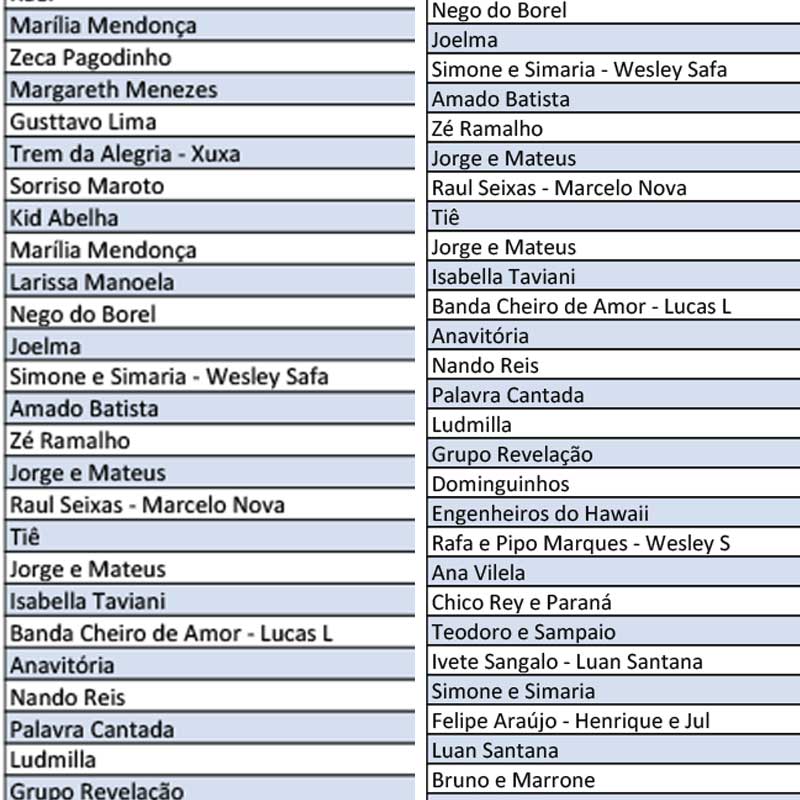 Marília Mendonça
Zeca Pagodinho
Margareth Menezes
Gusttavo Lima
Trem da Alegria - Xuxa
Sorriso Maroto
Kid Abelha
Marília Mendonça
Larissa Manoela
Nego do Borel
Joelma
Simone e Simaria - Wesley Safa
Amado Batista
Zé Ramalho
Jorge e Mateus
Raul Seixas - Marcelo Nova
Tiê
Jorge e Mateus
Isabella Taviani
Banda Cheiro de Amor - Lucas L
Anavitória
Nando Reis
Palavra Cantada
Ludmilla
Grupo Revelação
Nego do Borel
Joelma
Simone e Simaria - Wesley Safa
Amado Batista
Zé Ramalho
Jorge e Mateus
Raul Seixas - Marcelo Nova
Tiê
Jorge e Mateus
Isabella Taviani
Banda Cheiro de Amor - Lucas L
Anavitória
Nando Reis
Palavra Cantada
Ludmilla
Grupo Revelação
Dominguinhos
Engenheiros do Hawaii
Rafa e Pipo Marques - Wesley S
Ana Vilela
Chico Rey e Paraná
Teodoro e Sampaio
Ivete Sangalo - Luan Santana
Simone e Simaria
Felipe Araújo - Henrique e Jul
Luan Santana
Bruno e Marrone